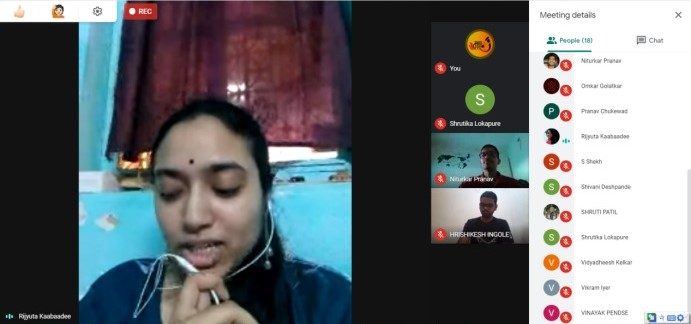 REC
You
S
Shrutika Lokapure
Niturkar Pranav
HRISHIKESH INGOLE
Rijyuta Kaabaadee
Meeting details
People (18)
Chat
Niturkar Pranav
Omkar Golatkar
P
Pranav Chukewad
Rijyuta Kaabaadee
S
S Shekh
S
Shivani Deshpande
SHRUTI PATIL
S
Shrutika Lokapure
V
Vidyadheesh Kelkar
V
Vikram Iyer
V
VINAYAK PENDSE